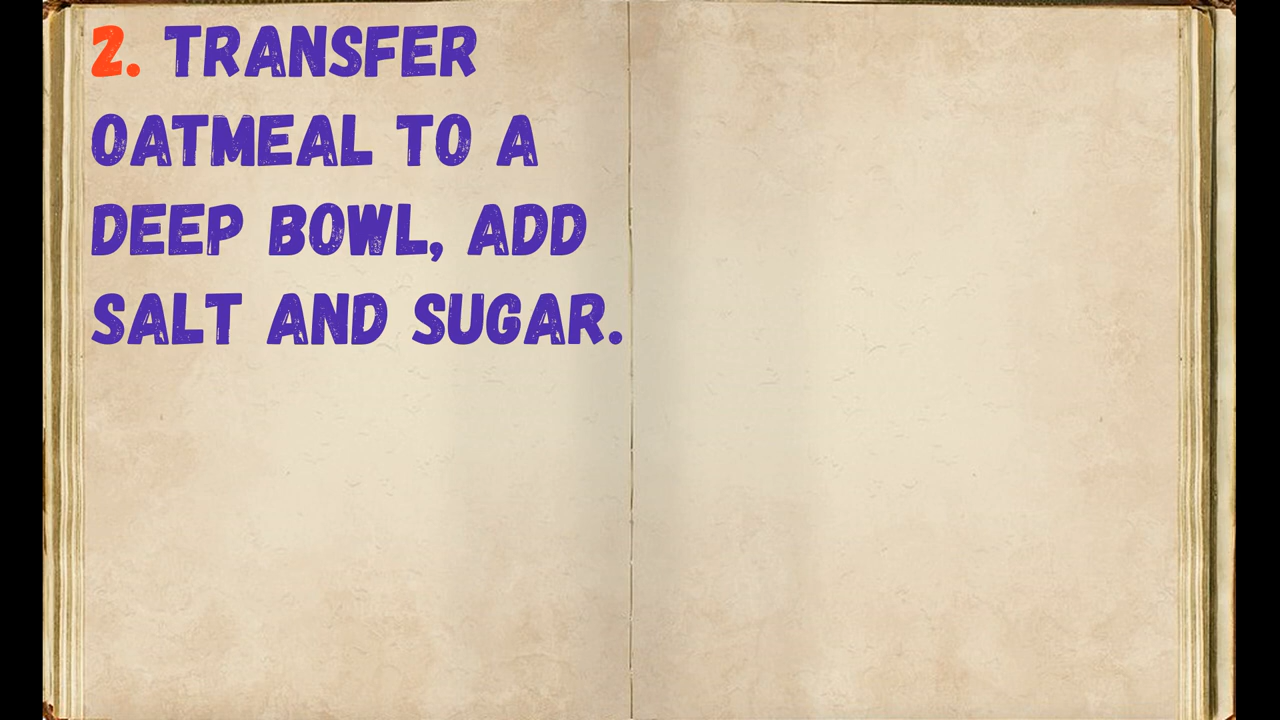 2. TRANSFER
OATMEAL TO A
DEEP BOWL, ADD
SALT AND SUGAR.